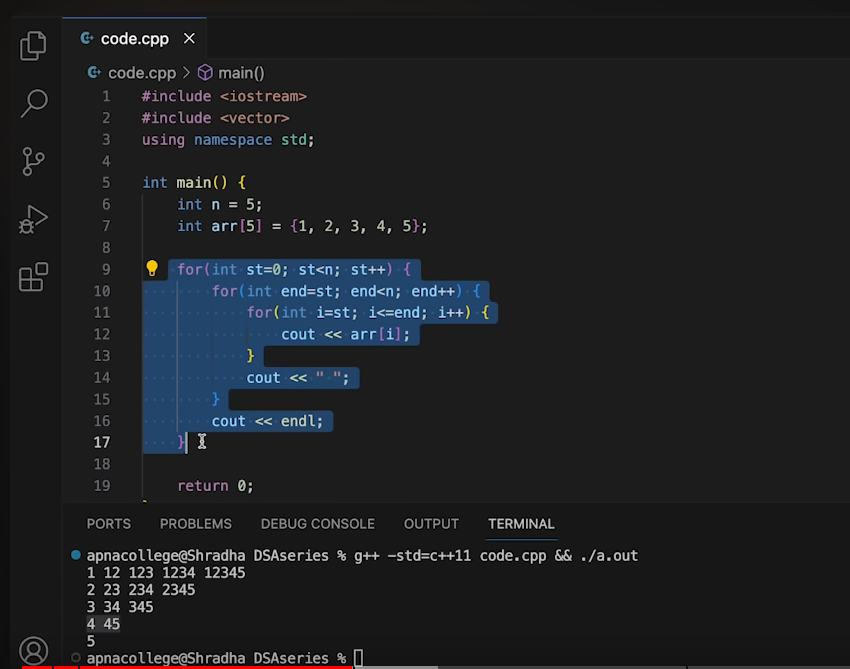 code.cpp
code.cpp > main()
1 #include <iostream>
2 #include <vector>
3 using namespace std;
4
5 int main() {
6 int n = 5;
7 int arr[5] = {1, 2, 3, 4, 5};
8
9 for(int st=0; st<n; st++) {
10 for(int end=st; end<n; end++) {
11 for(int i=st; i<=end; i++) {
12 cout << arr[i];
13 }
14 cout << " ";
15 }
16 cout << endl;
17 }
18
19 return 0;
PORTS PROBLEMS DEBUG CONSOLE OUTPUT TERMINAL
apnacollege@Shradha DSAseries % g++ -std=c++11 code.cpp && ./a.out
1 12 123 1234 12345
2 23 234 2345
3 34 345
4 45
5
apnacollege@Shradha DSAseries %